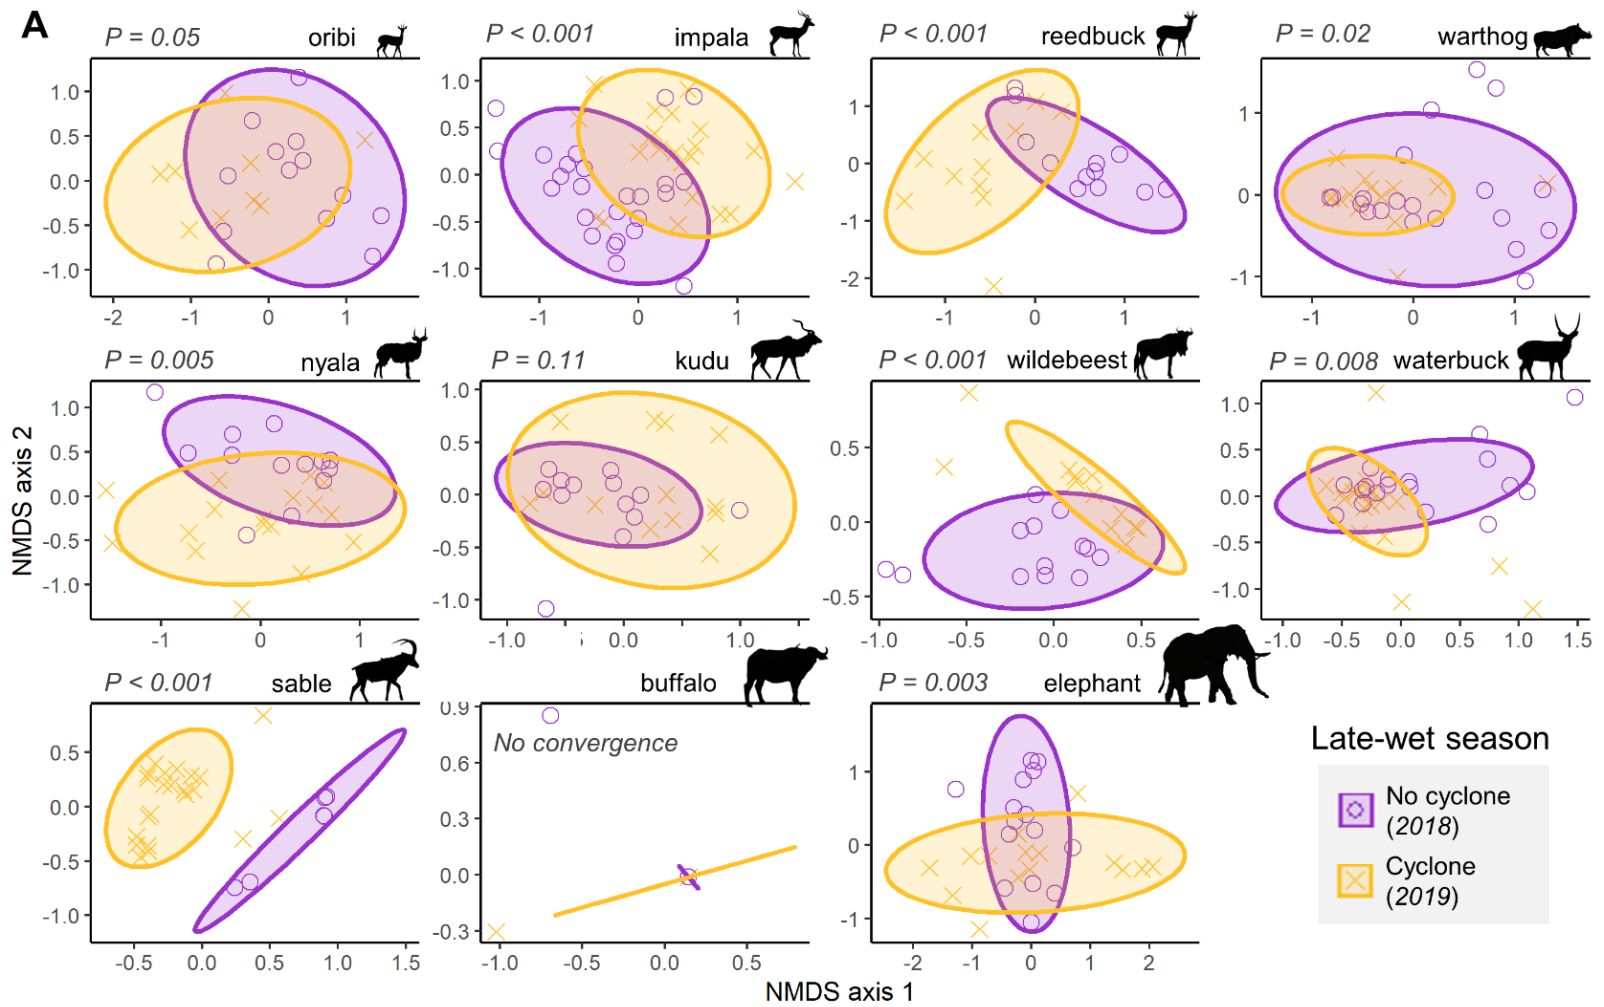 A
P = 0.05 oribi
P < 0.001 impala
P < 0.001 reedbuck
P = 0.02 warthog
1.0
0.5
0.0
-0.5
-1.0
-2 -1 0 1
1.0
0.5
0.0
-0.5
-1.0
-1 0 1
1
0
-1
-2
-1 0 1
1
0
-1
-1 0 1
P = 0.005 nyala
P = 0.11 kudu
P < 0.001 wildebeest
P = 0.008 waterbuck
NMDS axis 2
1.0
0.5
0.0
-0.5
-1.0
-1 0 1
1.0
0.5
0.0
-0.5
-1.0
-1.0 0.0 1.0
0.5
0.0
-0.5
-1.0 -0.5 0.0 0.5
1.0
0.5
0.0
-0.5
-1.0
-1.0 -0.5 0.0 0.5 1.0 1.5
P < 0.001 sable
buffalo
P = 0.003 elephant
0.5
0.0
-0.5
-1.0
-0.5 0.0 0.5 1.0 1.5
0.9
No convergence
0.6
0.3
0.0
-0.3
-1.0 0.0 0.5
1
0
-1
-2 -1 0 1 2
NMDS axis 1
Late-wet season
No cyclone
(2018)
Cyclone
(2019)